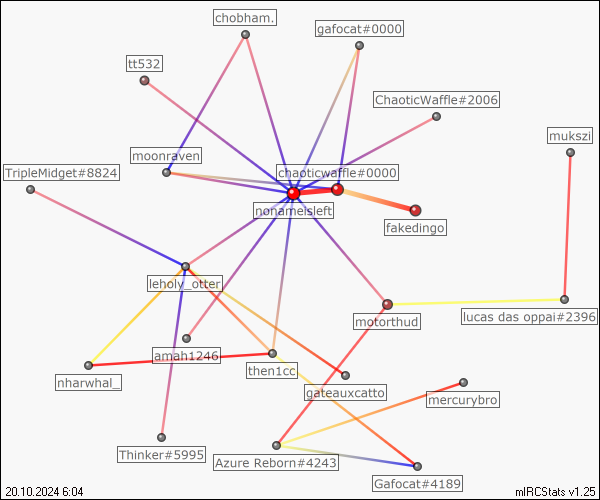 chobham.
gafocat#0000
tt532
ChaoticWaffle#2006
mukszi
moonraven
TripleMidget#8824
chaoticwaffle#0000
nonameisleft
fakedingo
leholy_otter
motorthud
lucas das oppai#2396
amah1246
then1cc
nharwhal_
gateauxcatto
mercurybro
Thinker#5995
Azure Reborn#4243
Gafocat#4189
20.10.2024 6:04
mIRCStats v1.25